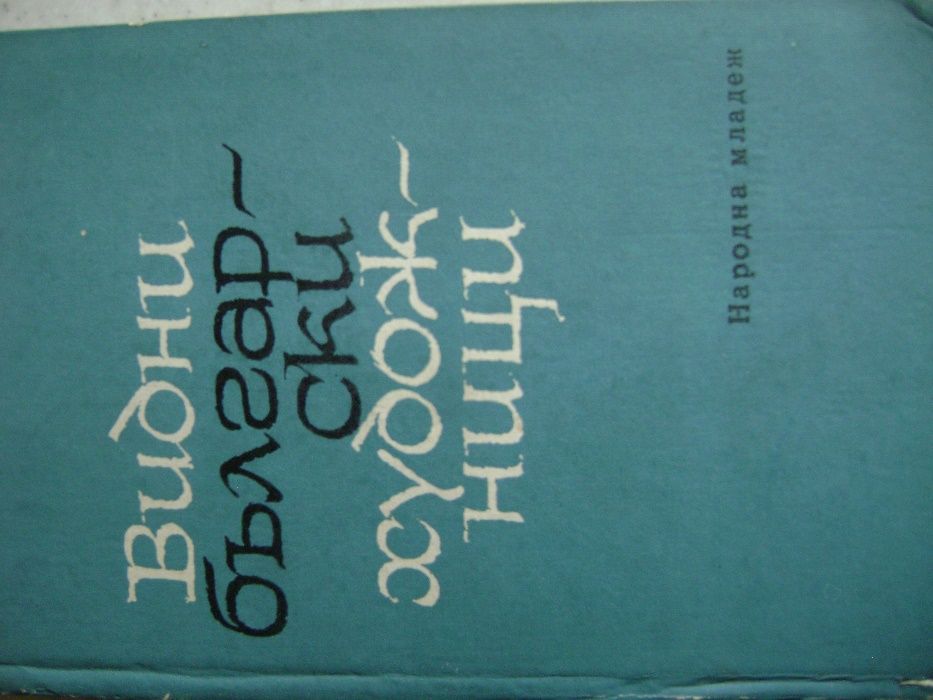 Видни
българ-
ски
худож-
ници
Народна младеж